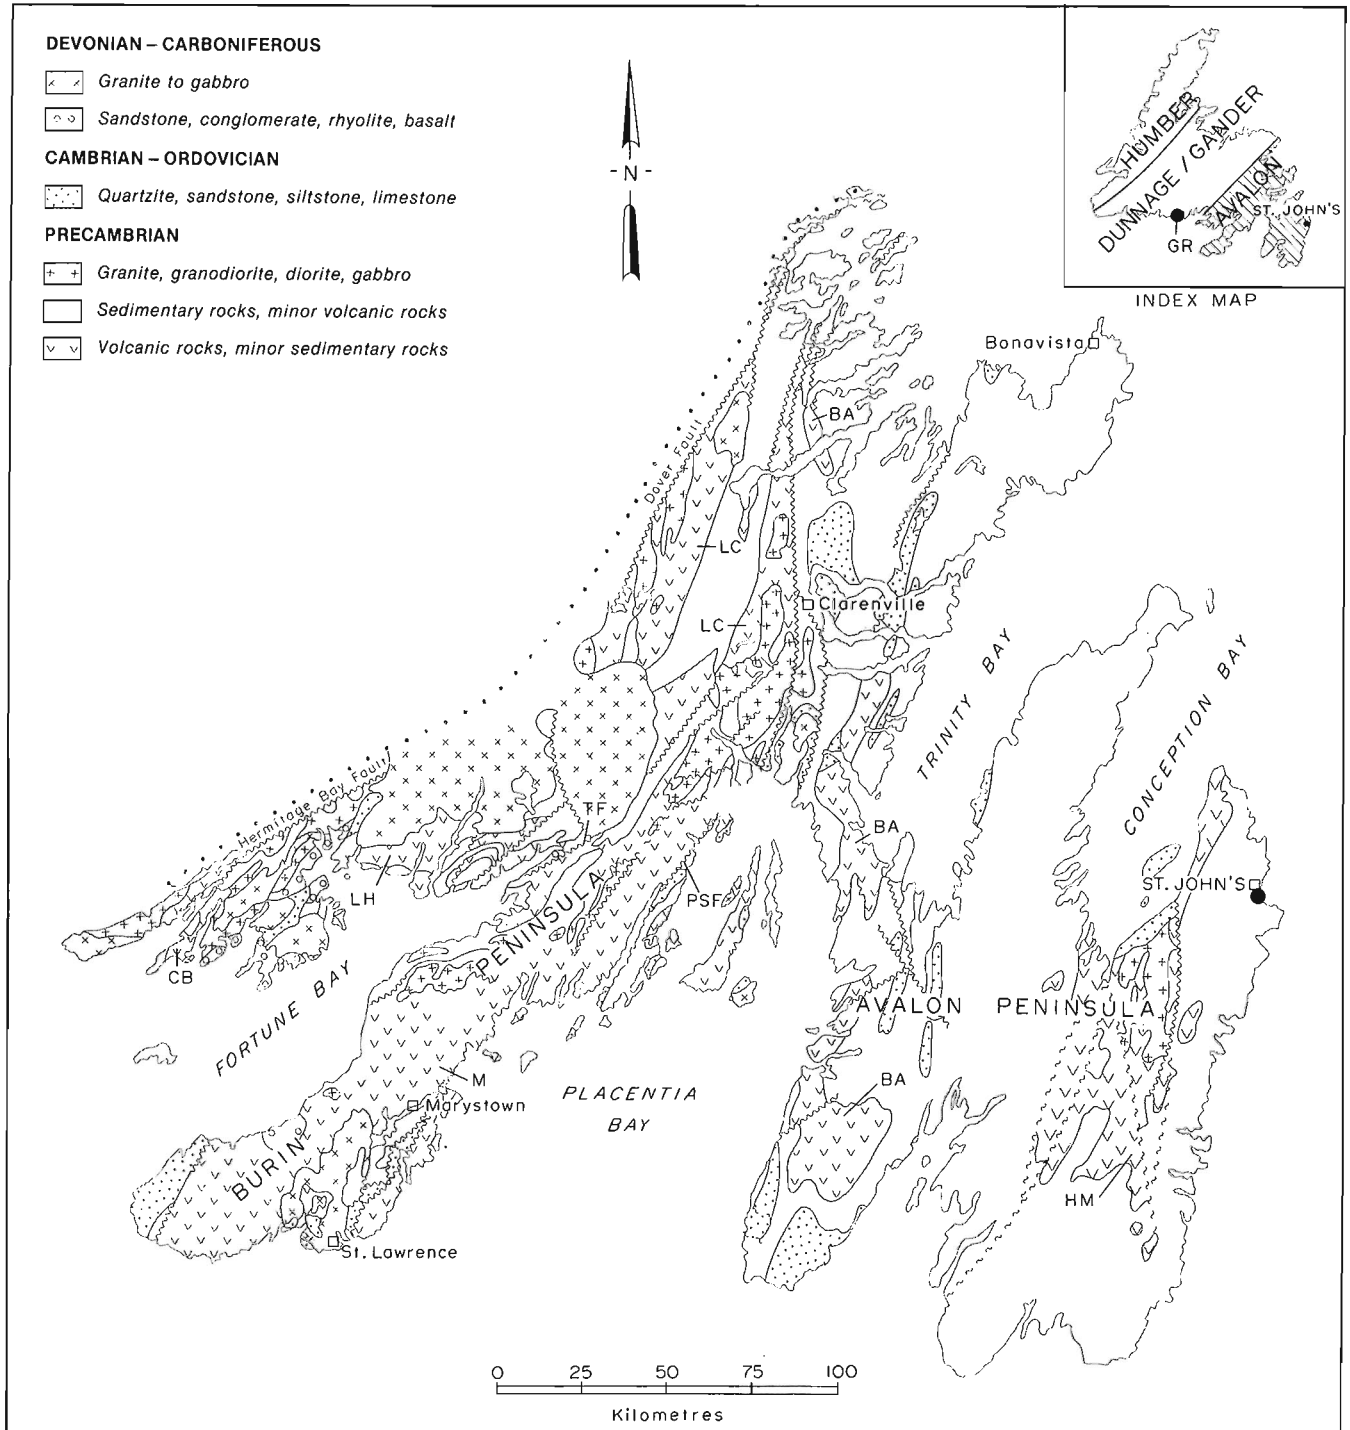 DEVONIAN – CARBONIFEROUS
Granite to gabbro
Sandstone, conglomerate, rhyolite, basalt
CAMBRIAN – ORDOVICIAN
Quartzite, sandstone, siltstone, limestone
PRECAMBRIAN
Granite, granodiorite, diorite, gabbro
Sedimentary rocks, minor volcanic rocks
Volcanic rocks, minor sedimentary rocks
-N-
HUMBER
DUNNAGE / GANDER
AVALON
ST. JOHN'S
GR
INDEX MAP
Bonavista
BA
Dover Fault
LC
Clarenville
LC
TRINITY BAY
CONCEPTION BAY
Hermitage Bay Fault
TF
BA
LH
PSF
ST. JOHN'S
CB
PENINSULA
FORTUNE BAY
AVALON PENINSULA
M
Marystown
PLACENTIA
BAY
BA
BURIN
HM
St. Lawrence
0 25 50 75 100
Kilometres